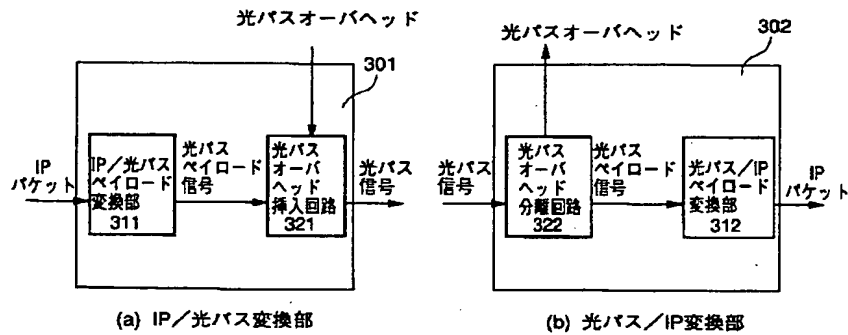 光パスオーバヘッド
301
IP
パケット
IP/光パス
ペイロード
変換部
311
光パス
ペイロード
信号
光パス
オーバ
ヘッド
挿入回路
321
光パス
信号
(a) IP/光パス変換部
光パスオーバヘッド
302
光パス
信号
光パス
オーバ
ヘッド
分離回路
322
光パス
ペイロード
信号
光パス/IP
ペイロード
変換部
312
IP
パケット
(b) 光パス/IP変換部